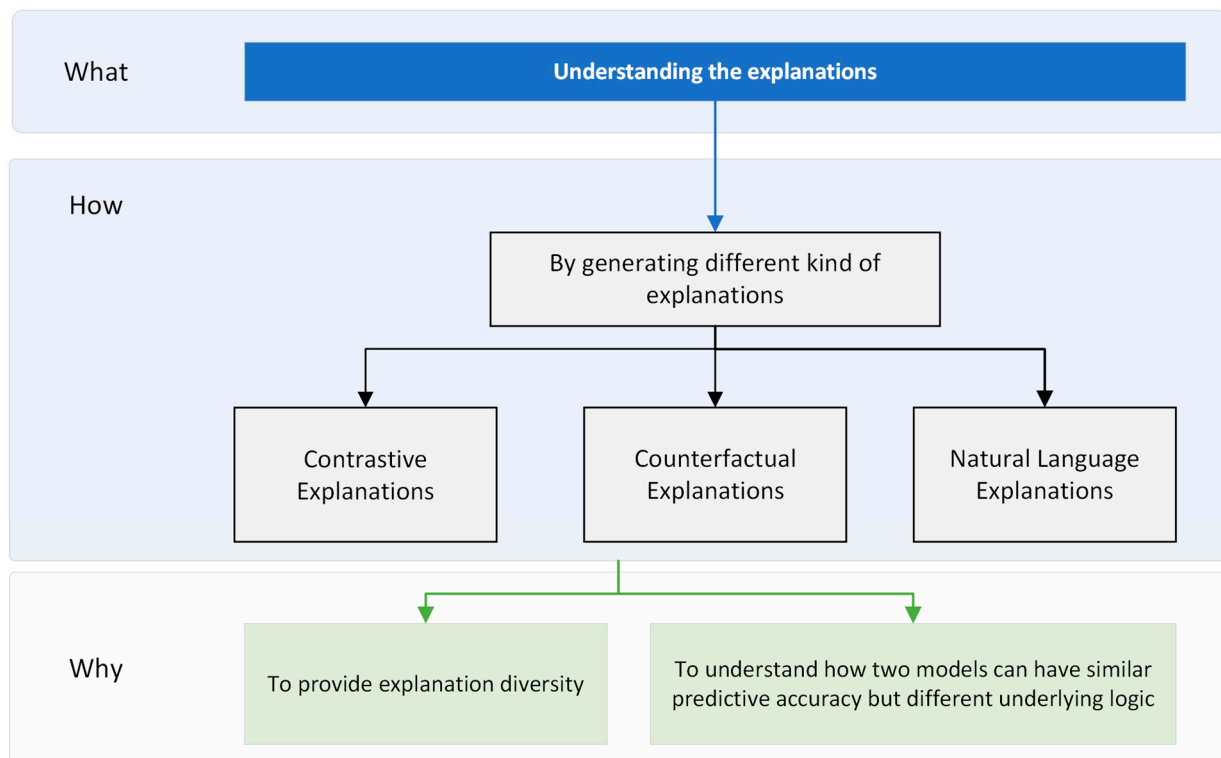 What
Understanding the explanations
How
By generating different kind of
explanations
Contrastive
Explanations
Counterfactual
Explanations
Natural Language
Explanations
Why
To provide explanation diversity
To understand how two models can have similar
predictive accuracy but different underlying logic